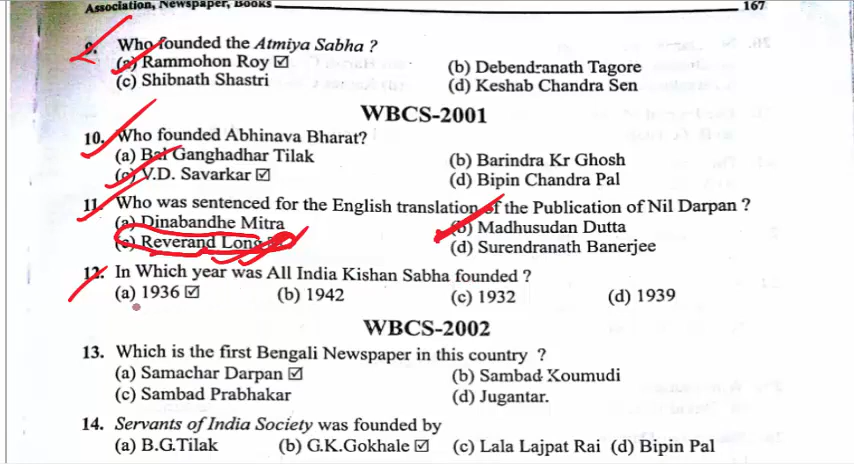 Association, Newspaper, Books 167
9. Who founded the Atmiya Sabha ?
(a) Rammohon Roy ☑ (b) Debendranath Tagore
(c) Shibnath Shastri (d) Keshab Chandra Sen
WBCS-2001
10. Who founded Abhinava Bharat?
(a) Bal Ganghadhar Tilak (b) Barindra Kr Ghosh
(c) V.D. Savarkar ☑ (d) Bipin Chandra Pal
11. Who was sentenced for the English translation of the Publication of Nil Darpan ?
(a) Dinabandhe Mitra (b) Madhusudan Dutta
(c) Reverand Long (d) Surendranath Banerjee
12. In Which year was All India Kishan Sabha founded ?
(a) 1936 ☑ (b) 1942 (c) 1932 (d) 1939
WBCS-2002
13. Which is the first Bengali Newspaper in this country ?
(a) Samachar Darpan ☑ (b) Sambad Koumudi
(c) Sambad Prabhakar (d) Jugantar.
14. Servants of India Society was founded by
(a) B.G.Tilak (b) G.K.Gokhale ☑ (c) Lala Lajpat Rai (d) Bipin Pal